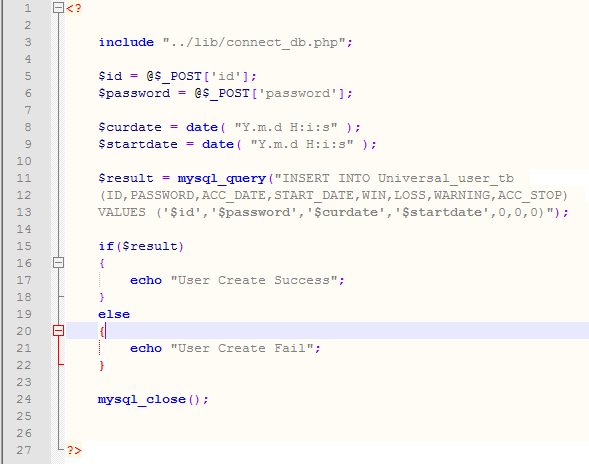 1 <?
2
3 include "../lib/connect_db.php";
4
5 $id = @$_POST['id'];
6 $password = @$_POST['password'];
7
8 $curdate = date( "Y.m.d H:i:s" );
9 $startdate = date( "Y.m.d H:i:s" );
10
11 $result = mysql_query("INSERT INTO Universal_user_tb
12 (ID,PASSWORD,ACC_DATE,START_DATE,WIN,LOSS,WARNING,ACC_STOP)
13 VALUES ('$id','$password','$curdate','$startdate',0,0,0)");
14
15 if($result)
16 {
17 echo "User Create Success";
18 }
19 else
20 {
21 echo "User Create Fail";
22 }
23
24 mysql_close();
25
26
27 ?>